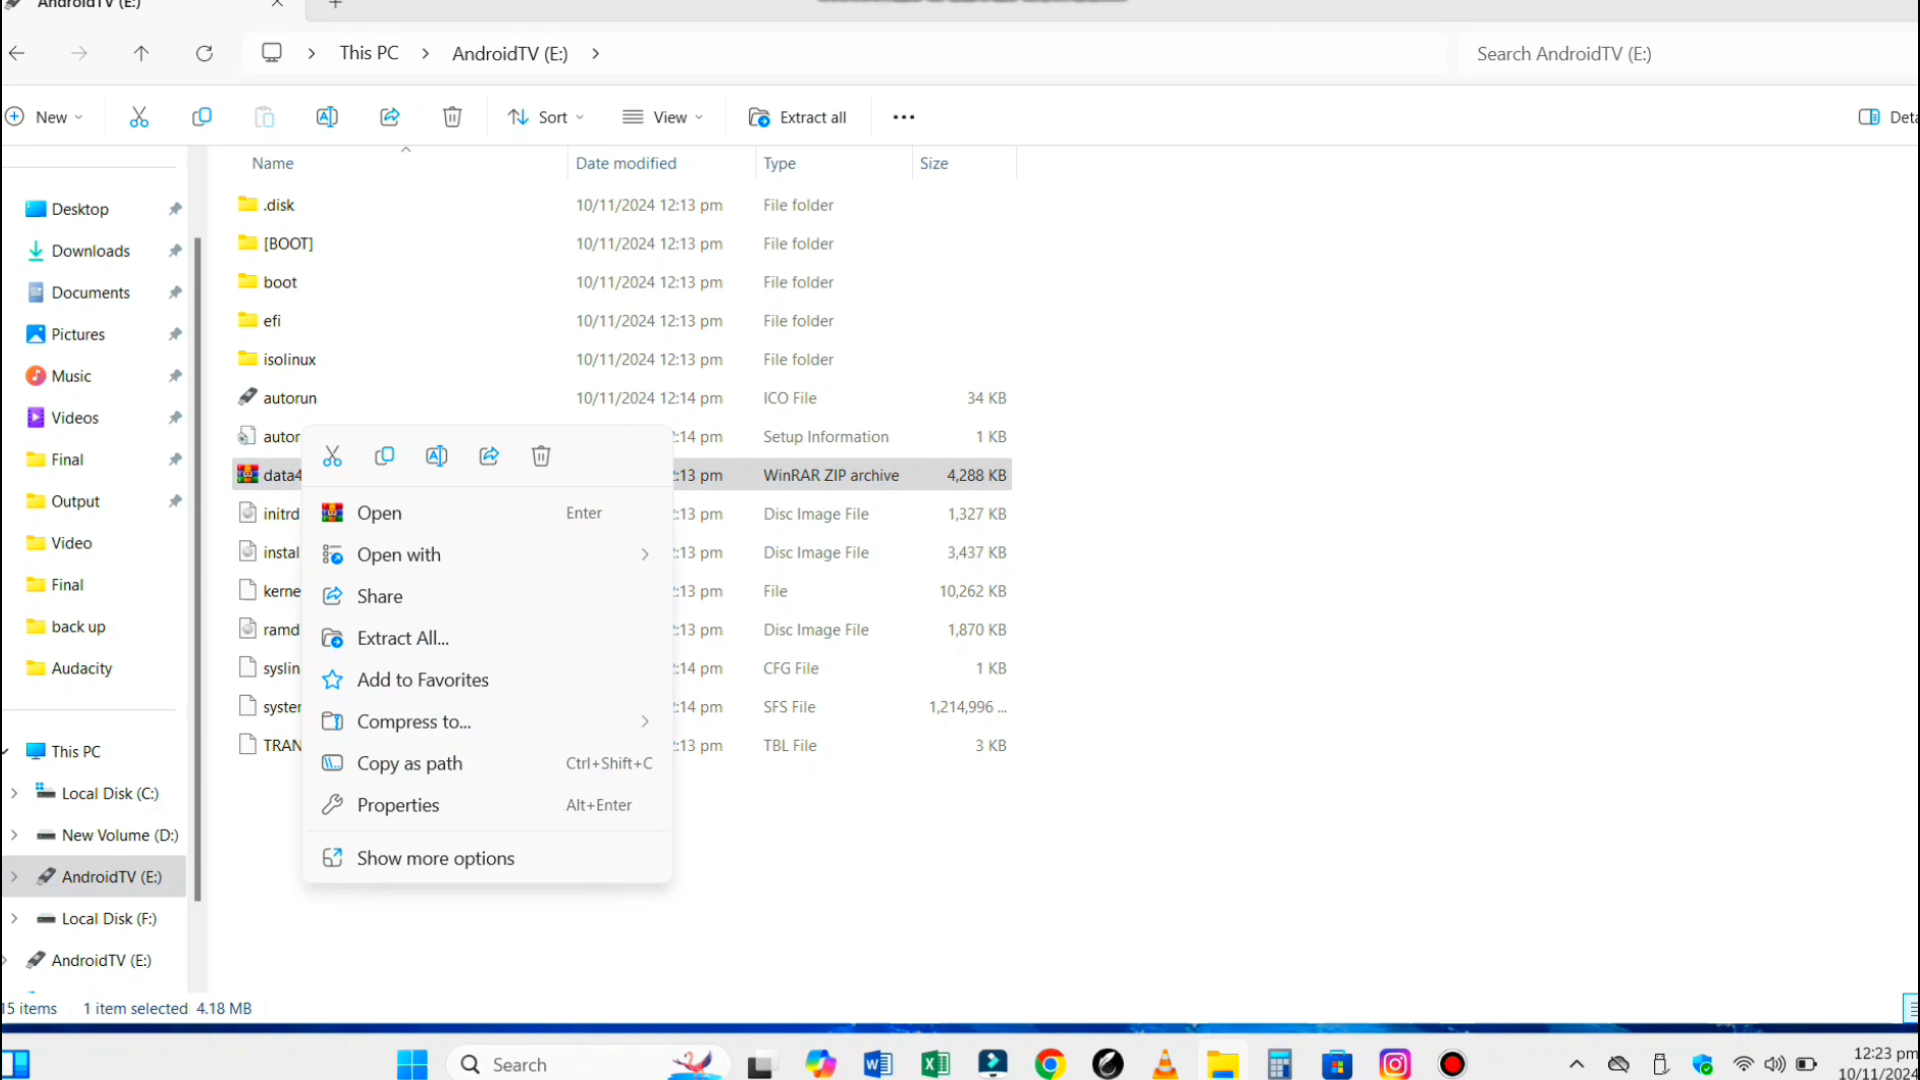 AndroidTV (E:)
This PC
AndroidTV (E:)
Search AndroidTV (E:)
New
Sort
View
Extract all
Deta
Name
Date modified
Type
Size
.disk 10/11/2024 12:13 pm File folder
[BOOT] 10/11/2024 12:13 pm File folder
boot 10/11/2024 12:13 pm File folder
efi 10/11/2024 12:13 pm File folder
isolinux 10/11/2024 12:13 pm File folder
autorun 10/11/2024 12:14 pm ICO File 34 KB
autor 2:14 pm Setup Information 1 KB
data4 2:13 pm WinRAR ZIP archive 4,288 KB
initrd 2:13 pm Disc Image File 1,327 KB
instal 2:13 pm Disc Image File 3,437 KB
kerne 2:13 pm File 10,262 KB
ramd 2:13 pm Disc Image File 1,870 KB
syslin 2:14 pm CFG File 1 KB
syster 2:14 pm SFS File 1,214,996 ...
TRAN 2:13 pm TBL File 3 KB
Open Enter
Open with
Share
Extract All...
Add to Favorites
Compress to...
Copy as path Ctrl+Shift+C
Properties Alt+Enter
Show more options
Desktop
Downloads
Documents
Pictures
Music
Videos
Final
Output
Video
Final
back up
Audacity
This PC
Local Disk (C:)
New Volume (D:)
AndroidTV (E:)
Local Disk (F:)
AndroidTV (E:)
15 items 1 item selected 4.18 MB
Search
12:23 pm
10/11/2024